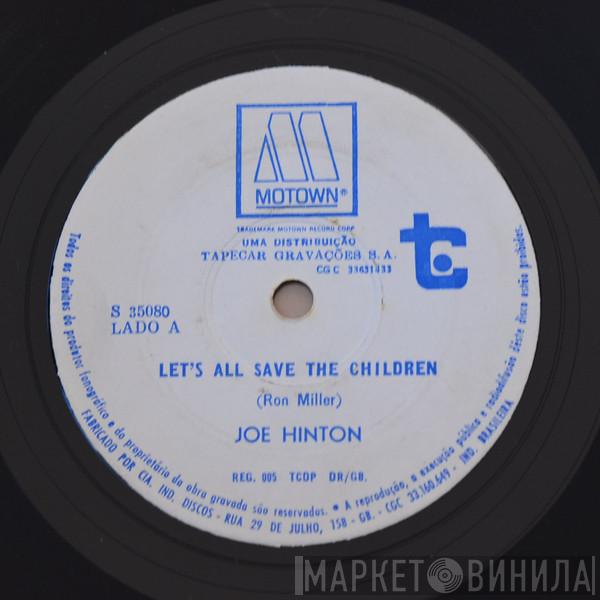 MOTOWN®
TRADEMARK MOTOWN RECORD CORP
UMA DISTRIBUIÇÃO
TAPECAR GRAVAÇÕES S.A.
CGC 33451433
tc
S 35080
LADO A
LET'S ALL SAVE THE CHILDREN
(Ron Miller)
JOE HINTON
REG. 005 TCDP DR/GB.
Todos os direitos do produtor fonográfico e do proprietário da obra gravada são reservados. • A reprodução, a execução pública e radiodifusão dêste disco estão proibidas.
FABRICADO POR CIA. IND. DISCOS - RUA 29 DE JULHO, 158 - GB. - CGC 33.160.649 - IND. BRASILEIRA
МАРКЕТ ВИНИЛА